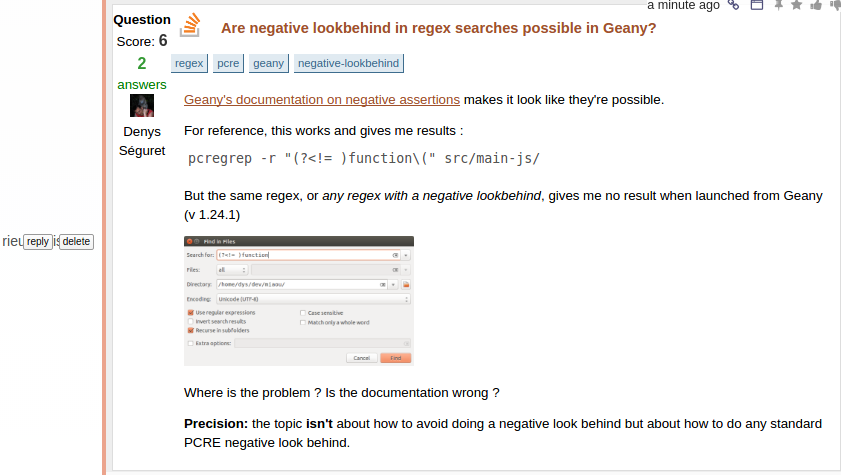 a minute ago
Question
Score: 6
2
answers
Denys
Séguret
Are negative lookbehind in regex searches possible in Geany?
regex pcre geany negative-lookbehind
Geany's documentation on negative assertions makes it look like they're possible.
For reference, this works and gives me results :
pcregrep -r "(?<!= )function\(" src/main-js/
But the same regex, or any regex with a negative lookbehind, gives me no result when launched from Geany
(v 1.24.1)
Find in Files
Search for: (?<!= )function
Files: all
Directory: /home/dys/dev/miaou/
Encoding: Unicode (UTF-8)
Use regular expressions Case sensitive
Invert search results Match only a whole word
Recurse in subfolders
Extra options:
Cancel Find
Where is the problem ? Is the documentation wrong ?
Precision: the topic isn't about how to avoid doing a negative look behind but about how to do any standard
PCRE negative look behind.
reply delete